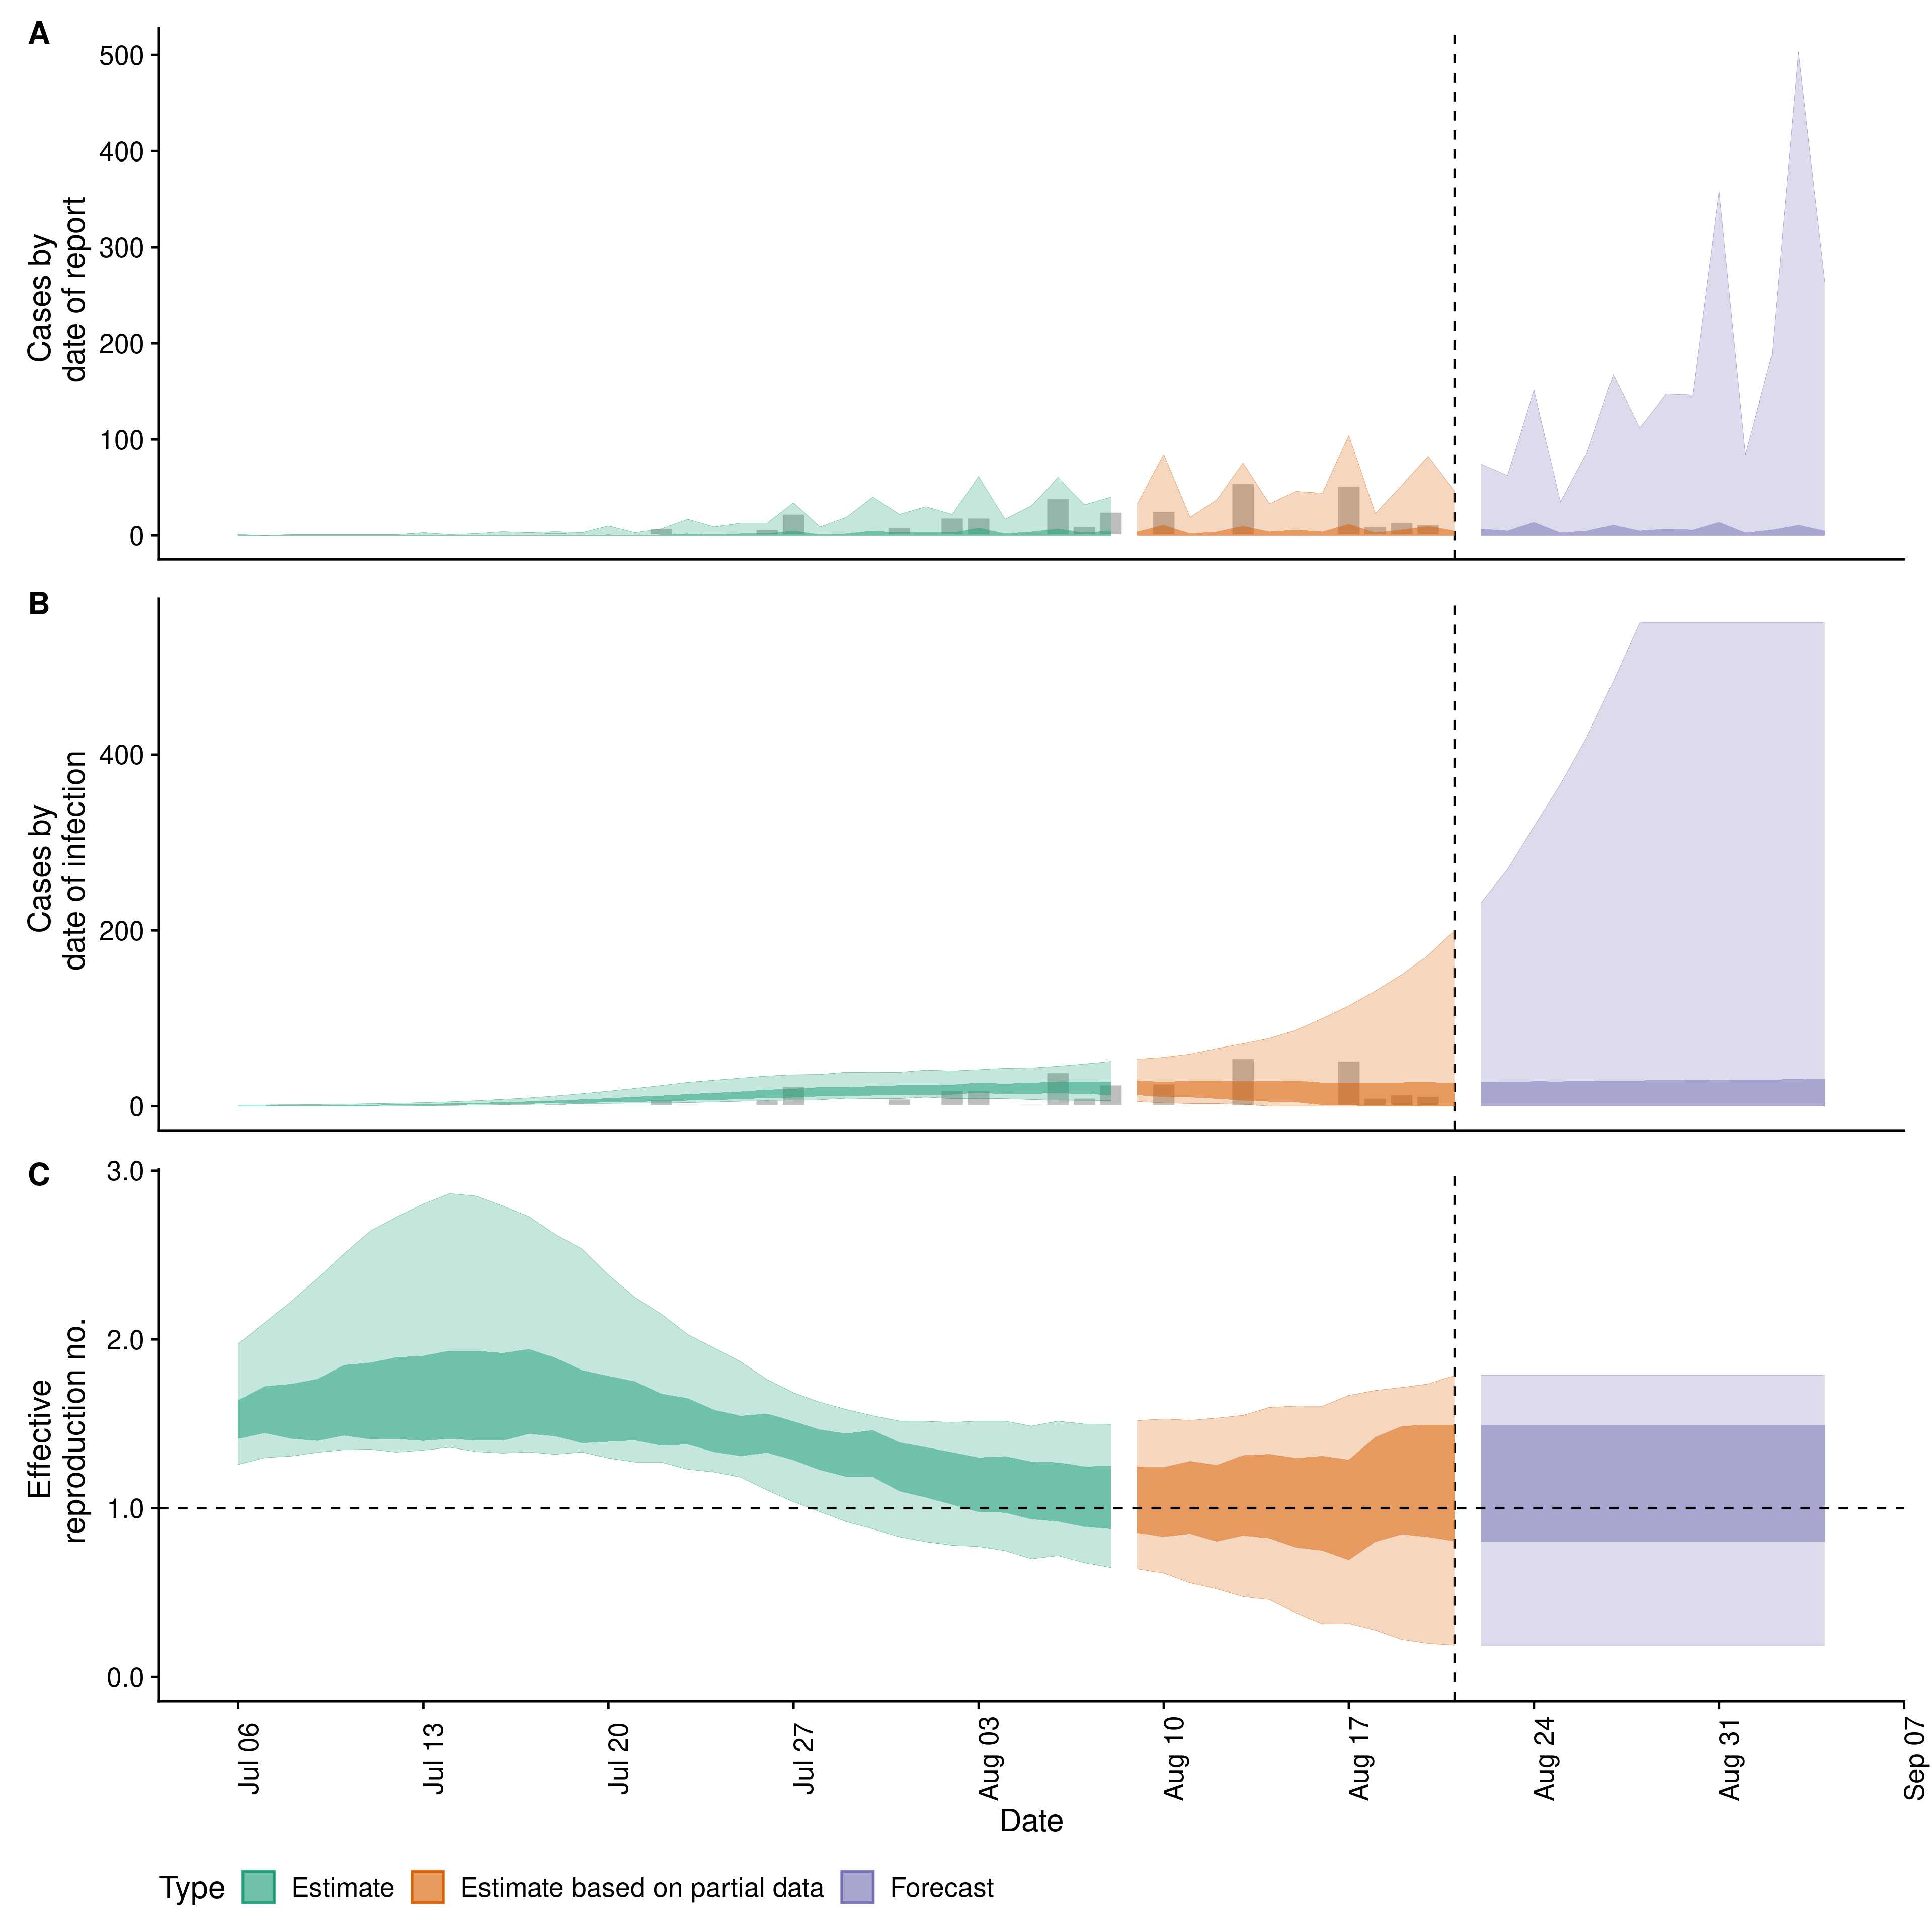 A
Cases by
date of report
500
400
300
200
100
0
B
Cases by
date of infection
400
200
0
C
Effective
reproduction no.
3.0
2.0
1.0
0.0
Jul 06
Jul 13
Jul 20
Jul 27
Aug 03
Aug 10
Aug 17
Aug 24
Aug 31
Sep 07
Date
Type
Estimate
Estimate based on partial data
Forecast